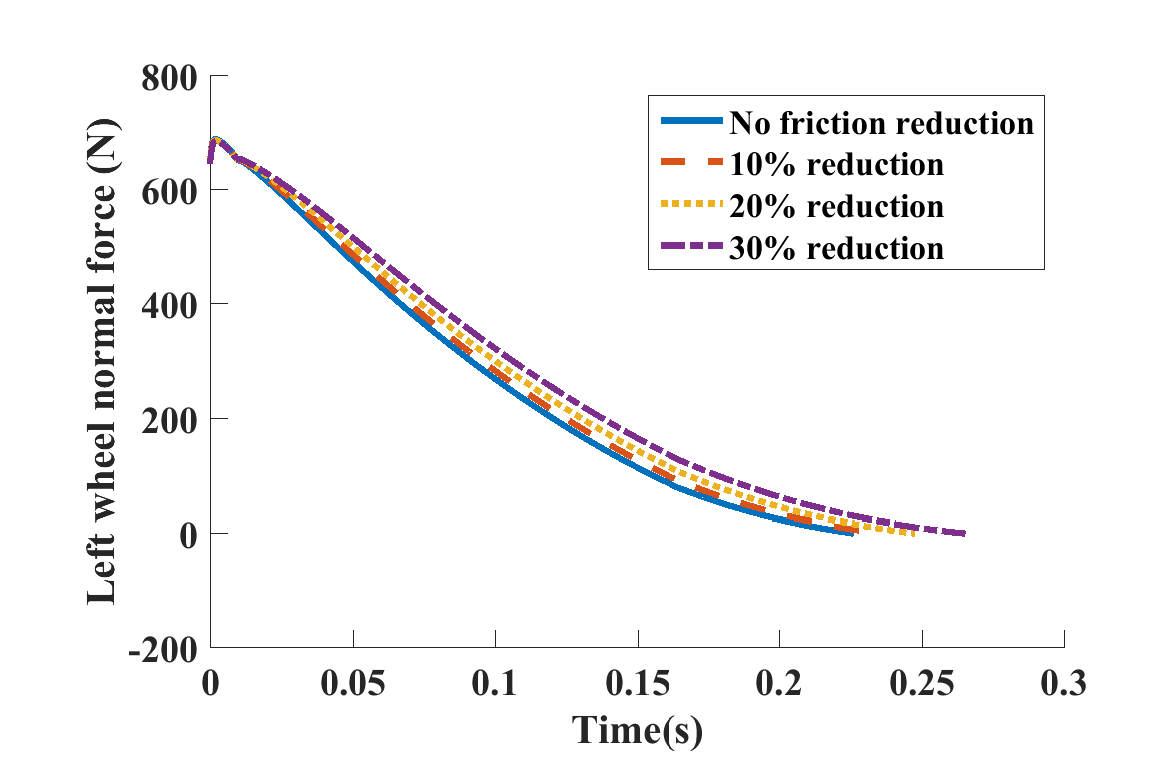 800
600
400
200
0
-200
0 0.05 0.1 0.15 0.2 0.25 0.3
Time(s)
Left wheel normal force (N)
No friction reduction
10% reduction
20% reduction
30% reduction